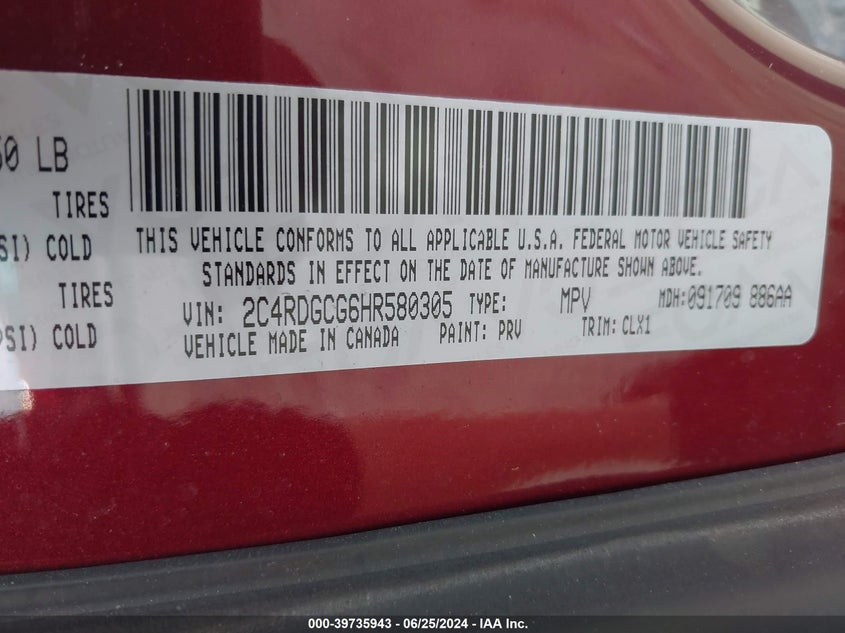 50 LB
TIRES
SI) COLD
TIRES
PSI) COLD
THIS VEHICLE CONFORMS TO ALL APPLICABLE U.S.A. FEDERAL MOTOR VEHICLE SAFETY
STANDARDS IN EFFECT ON THE DATE OF MANUFACTURE SHOWN ABOVE.
VIN: 2C4RDGCG6HR580305 TYPE: MPV MDH:091709 886AA
VEHICLE MADE IN CANADA PAINT: PRV TRIM: CLX1
000-39735943 / 06/25/2024 - IAA Inc.